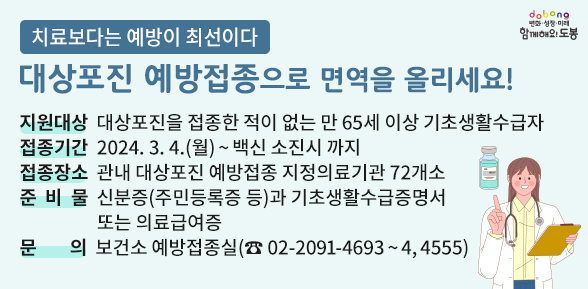 dobong
변화·성장·미래
함께해요! 도봉
치료보다는 예방이 최선이다
대상포진 예방접종으로 면역을 올리세요!
지원대상 대상포진을 접종한 적이 없는 만 65세 이상 기초생활수급자
접종기간 2024. 3. 4.(월) ~ 백신 소진시 까지
접종장소 관내 대상포진 예방접종 지정의료기관 72개소
준 비 물 신분증(주민등록증 등)과 기초생활수급증명서
또는 의료급여증
문 의 보건소 예방접종실(☎ 02-2091-4693 ~ 4, 4555)